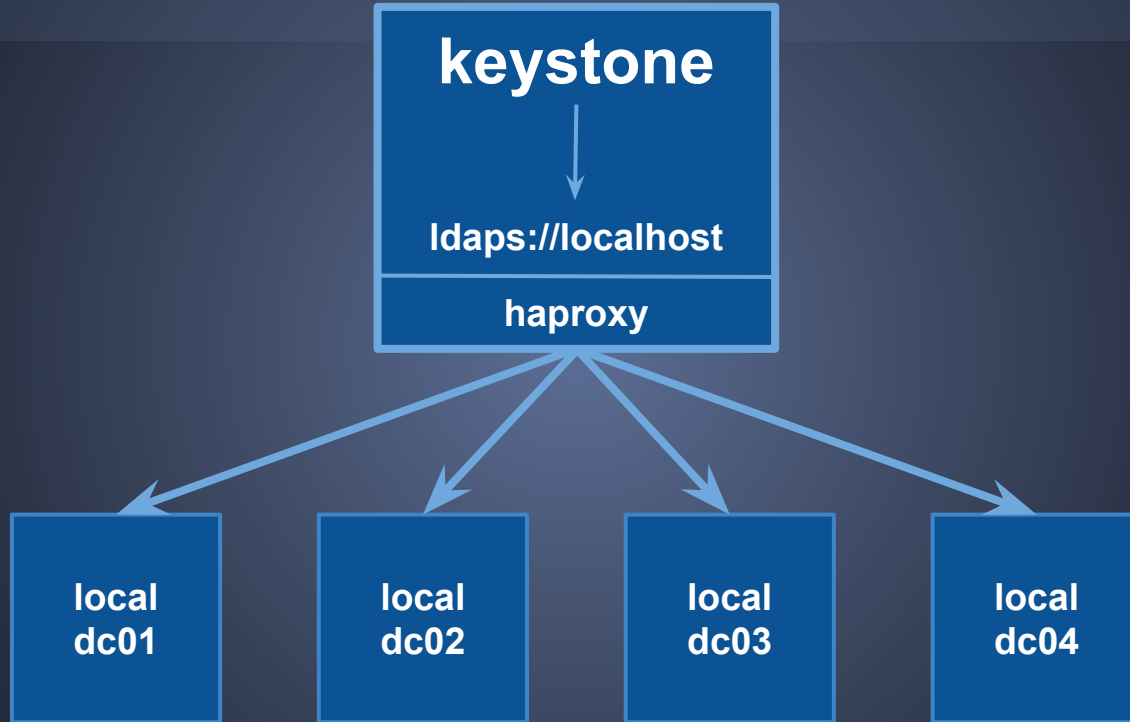 keystone
ldaps://localhost
haproxy
local
dc01
local
dc02
local
dc03
local
dc04